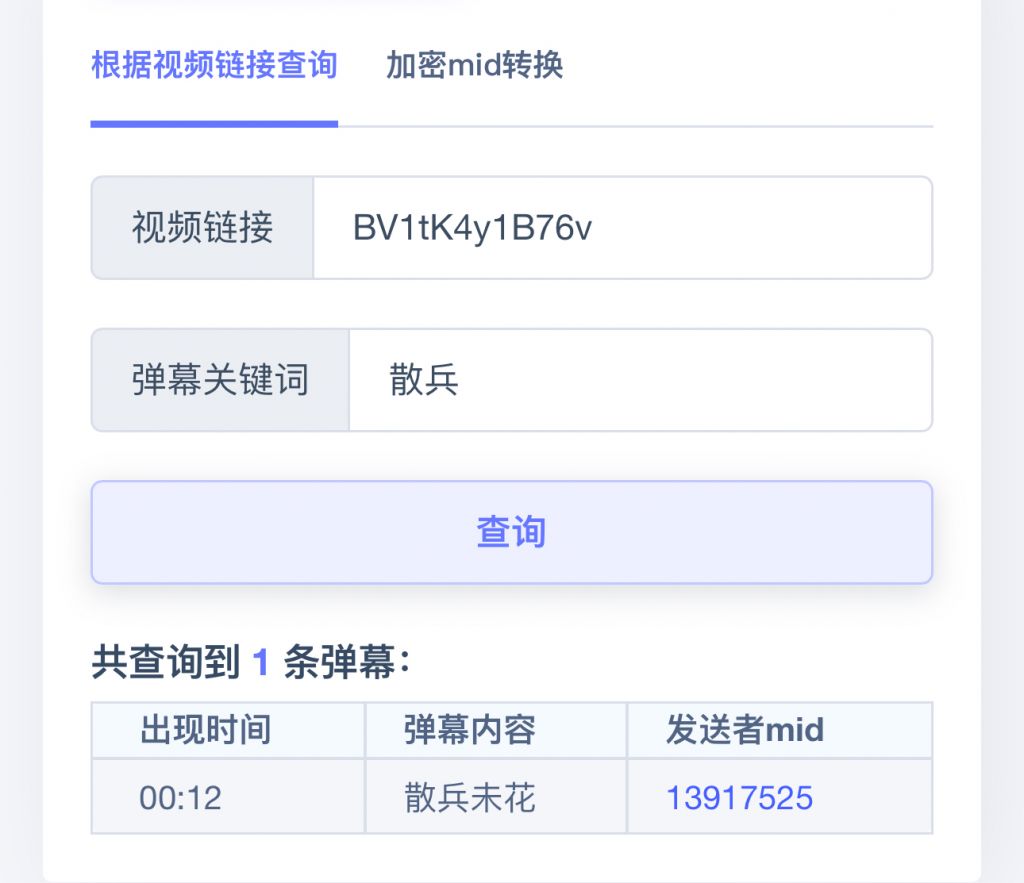 根据视频链接查询 加密mid转换
视频链接 BV1tK4y1B76v
弹幕关键词 散兵
查询
共查询到 1 条弹幕：
出现时间 弹幕内容 发送者mid
00:12 散兵未花 13917525